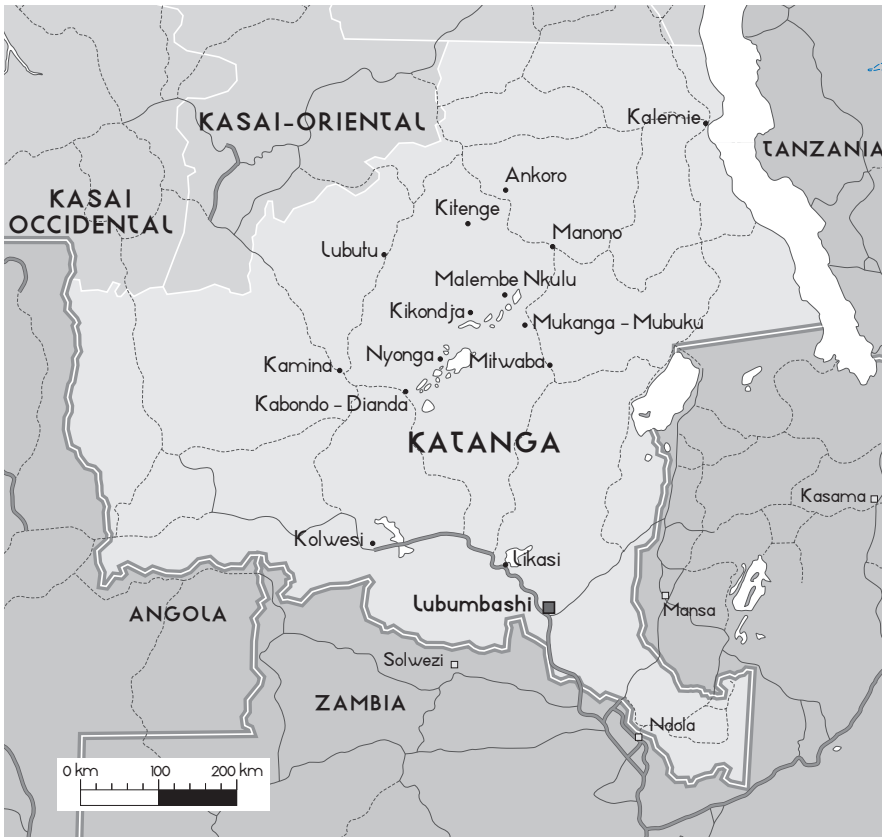 Kalemie
KASAI-ORIENTAL
TANZANIA
Ankoro
KASAI
OCCIDENTAL
Kitenge
Manono
Lubutu
Malembe Nkulu
Kikondja
Mukanga - Mubuku
Nyonga
Mitwaba
Kamina
Kabondo - Dianda
KATANGA
Kasama
Kolwesi
Likasi
Lubumbashi
Mansa
ANGOLA
Solwezi
ZAMBIA
Ndola
0 km 100 200 km